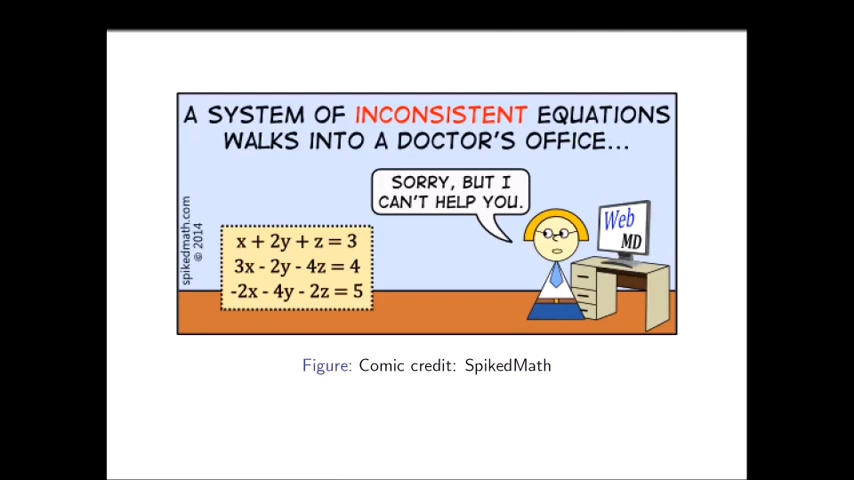 A SYSTEM OF INCONSISTENT EQUATIONS
WALKS INTO A DOCTOR'S OFFICE...
SORRY, BUT I
CAN'T HELP YOU.
spikedmath.com
© 2014
x + 2y + z = 3
3x - 2y - 4z = 4
-2x - 4y - 2z = 5
Web
MD
Figure: Comic credit: SpikedMath